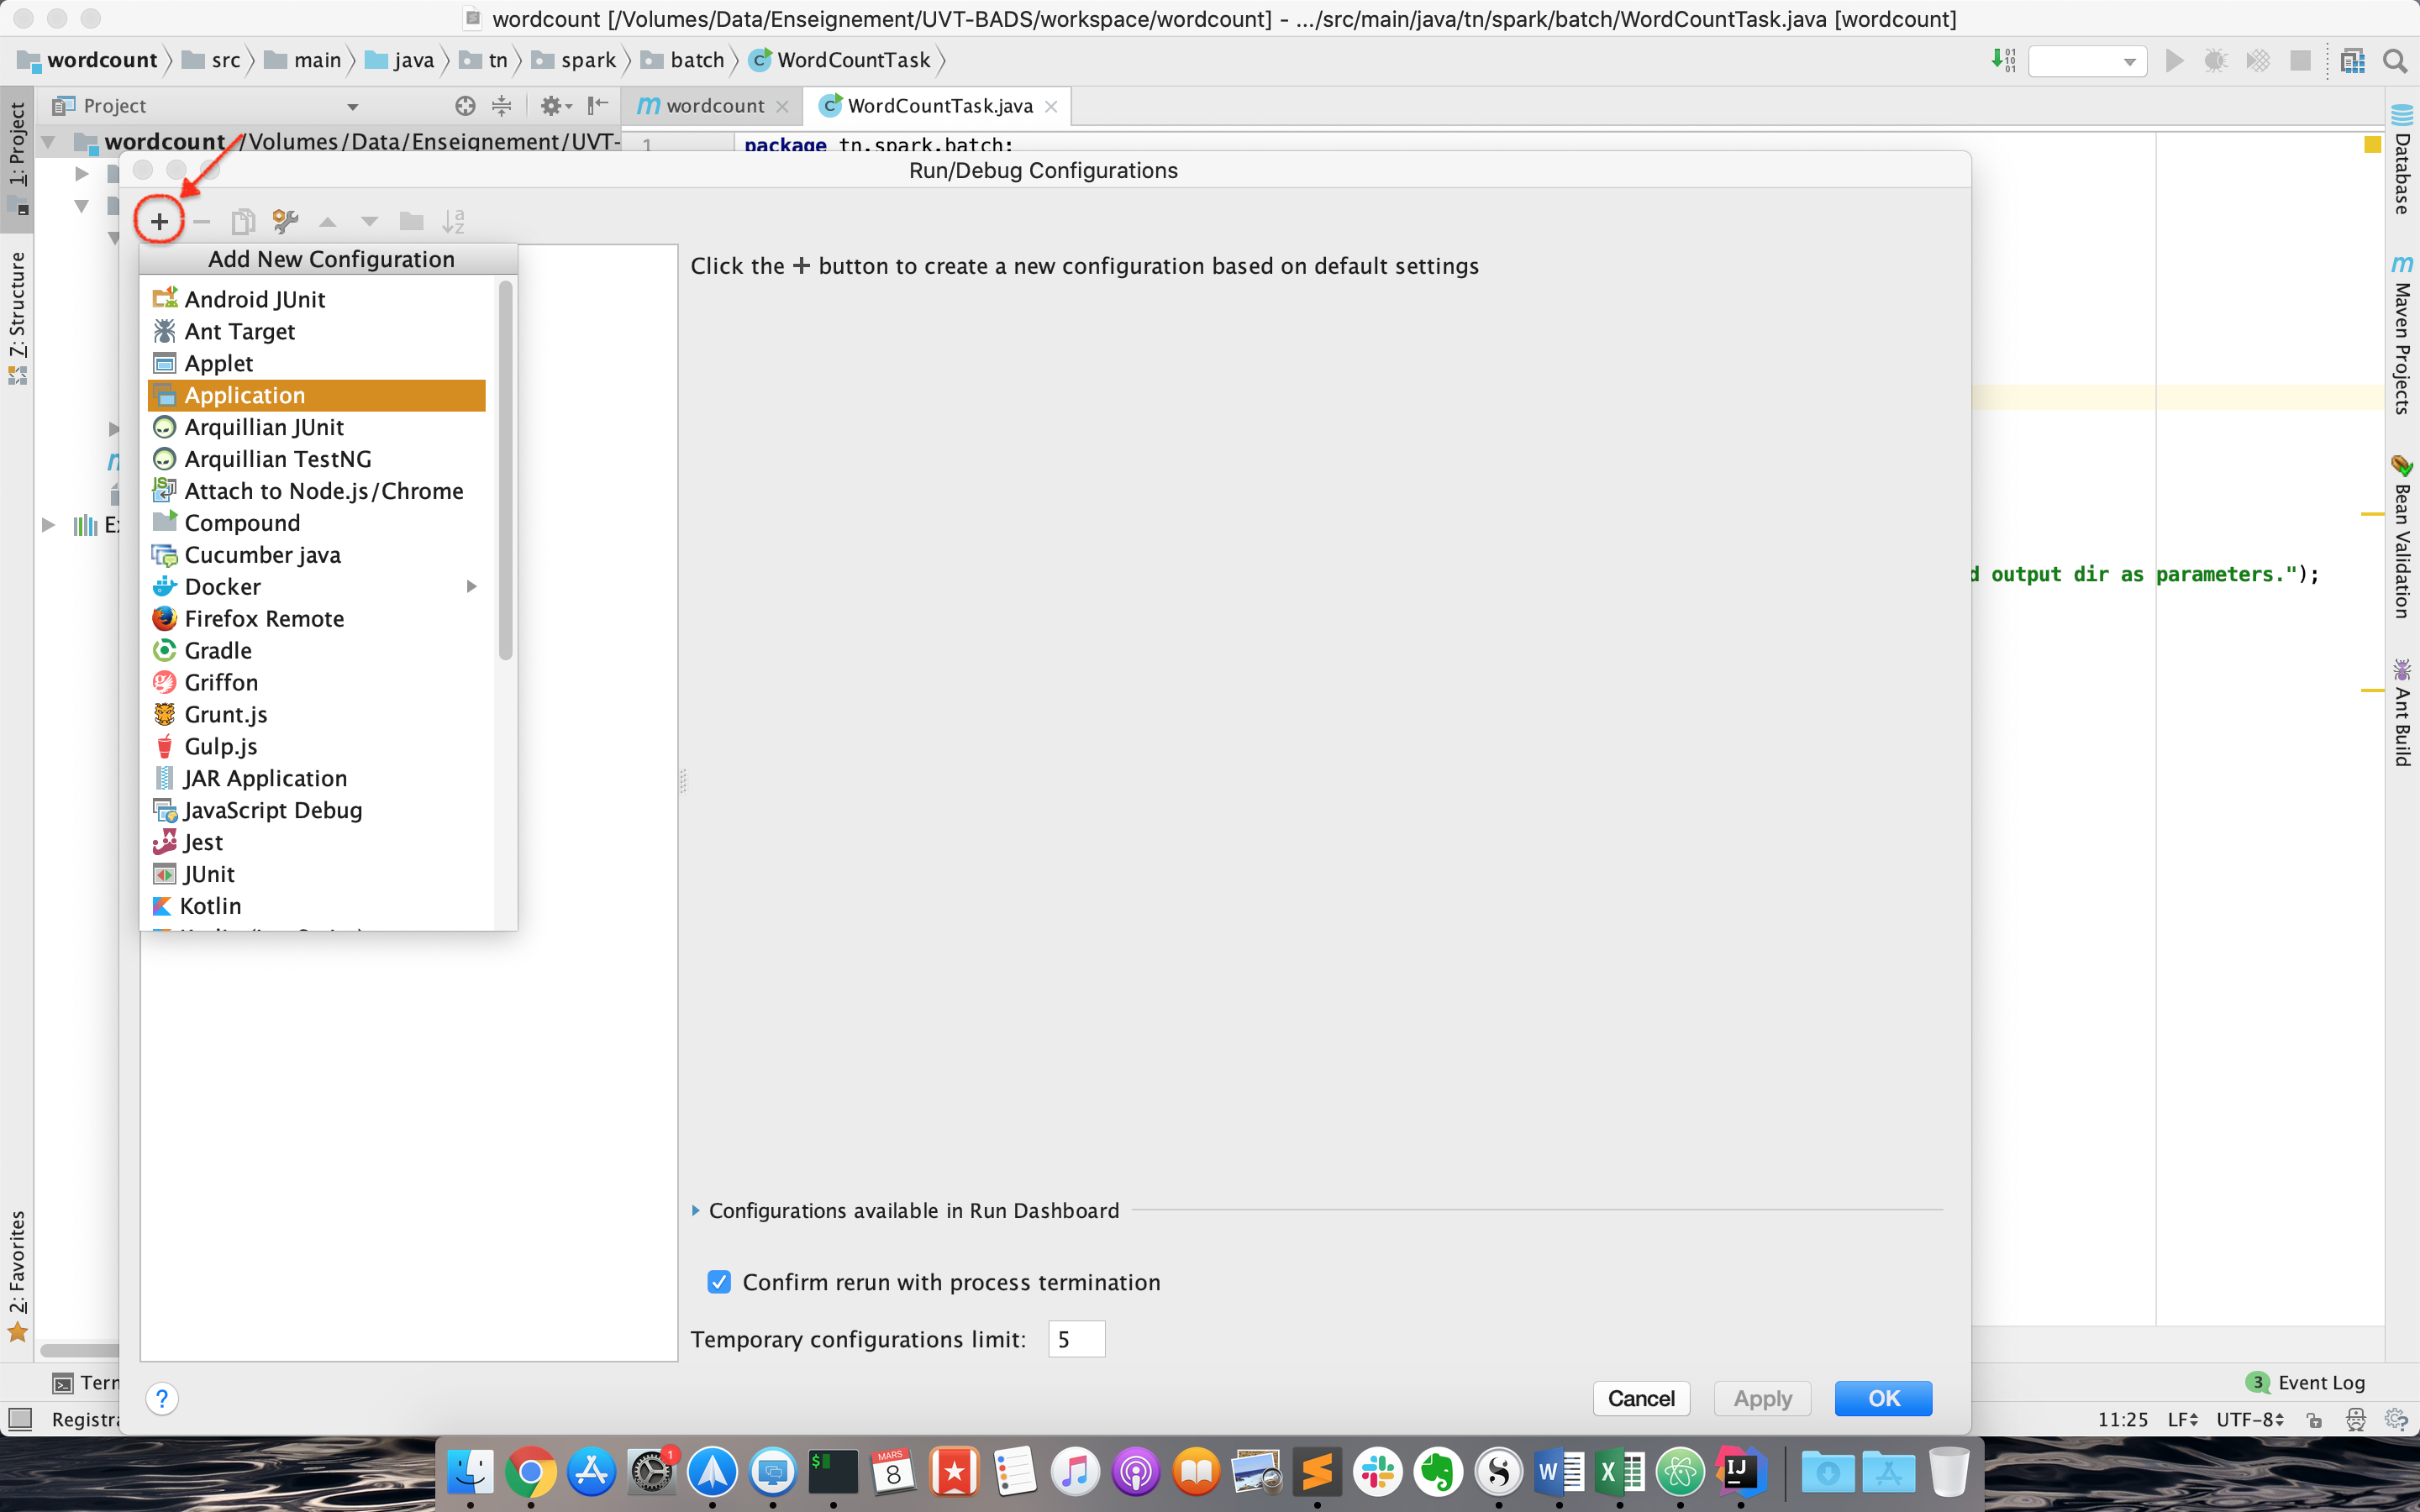 wordcount [/Volumes/Data/Enseignement/UVT-BADS/workspace/wordcount] - .../src/main/java/tn/spark/batch/WordCountTask.java [wordcount]
wordcount src main java tn spark batch WordCountTask
Project wordcount WordCountTask.java
wordcount /Volumes/Data/Enseignement/UVT- 1 package tn.spark.batch;
Run/Debug Configurations
Add New Configuration
Click the + button to create a new configuration based on default settings
Android JUnit
Ant Target
Applet
Application
Arquillian JUnit
Arquillian TestNG
Attach to Node.js/Chrome
Compound
Cucumber java
Docker
Firefox Remote
Gradle
Griffon
Grunt.js
Gulp.js
JAR Application
JavaScript Debug
Jest
JUnit
Kotlin
d output dir as parameters.");
Configurations available in Run Dashboard
Confirm rerun with process termination
Temporary configurations limit: 5
? Cancel Apply OK
1: Project
7: Structure
2: Favorites
Database
Maven Projects
Bean Validation
Ant Build
3 Event Log
11:25 LF UTF-8
MARS
8
1